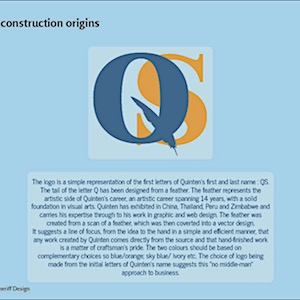 construction origins
QS
The logo is a simple representation of the first letters of Quinten's first and last name : QS.
The tail of the letter Q has been designed from a feather. The feather represents the
artistic side of Quinten's career, an artistic career spanning 14 years, with a solid
foundation in visual arts. Quinten has exhibited in China, Thailand, Peru and Zimbabwe and
carries his expertise through to his work in graphic and web design. The feather was
created from a scan of a feather, which was then coverted into a vector design.
It suggests a line of focus, from the idea to the hand in a simple and efficient manner, that
any work created by Quinten comes directly from the source and that hand-finished work
is a matter of craftsman's pride. The two colours should be based on
complementary choices so blue/orange; sky blue/ ivory etc. The choice of logo being
made from the initial letters of Quinten's name suggests this "no middle-man"
approach to business.
eriff Design